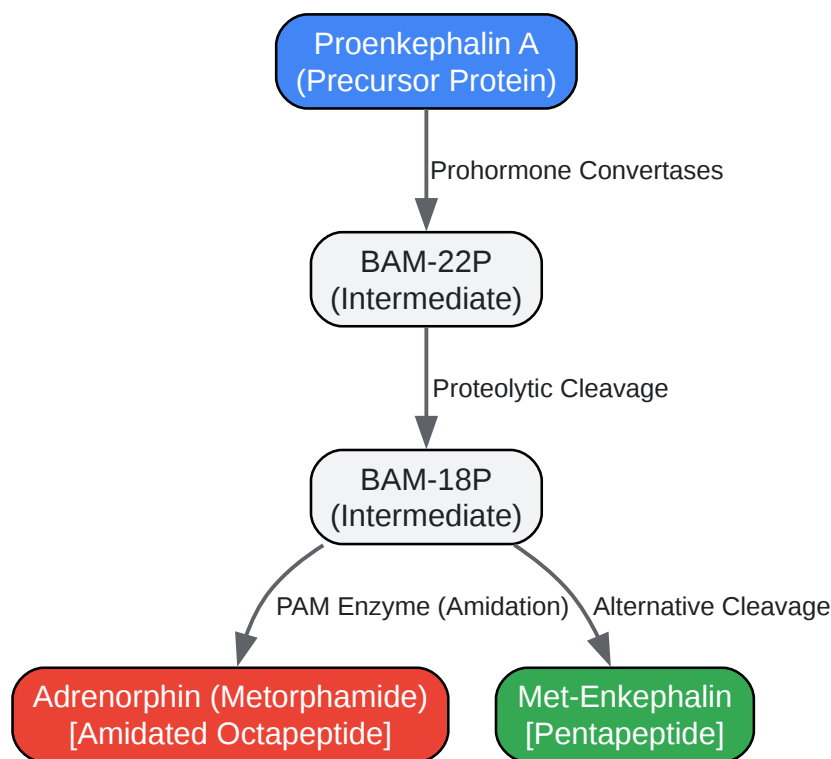 Proenkephalin A
(Precursor Protein)
Prohormone Convertases
BAM-22P
(Intermediate)
Proteolytic Cleavage
BAM-18P
(Intermediate)
PAM Enzyme (Amidation)
Alternative Cleavage
Adrenorphin (Metorphamide)
[Amidated Octapeptide]
Met-Enkephalin
[Pentapeptide]